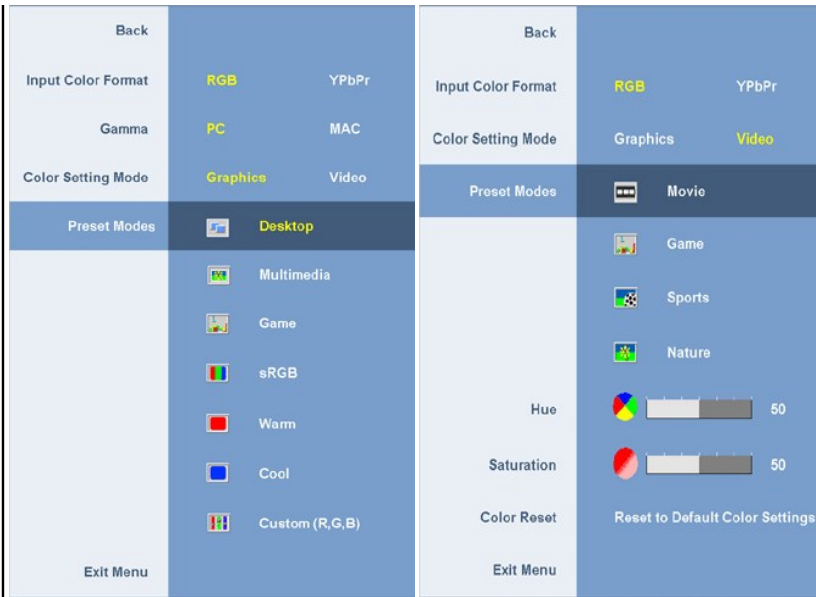 Back
Input Color Format RGB YPbPr
Gamma PC MAC
Color Setting Mode Graphics Video
Preset Modes Desktop
Multimedia
Game
sRGB
Warm
Cool
Custom (R,G,B)
Exit Menu
Back
Input Color Format RGB YPbPr
Color Setting Mode Graphics Video
Preset Modes Movie
Game
Sports
Nature
Hue 50
Saturation 50
Color Reset Reset to Default Color Settings
Exit Menu